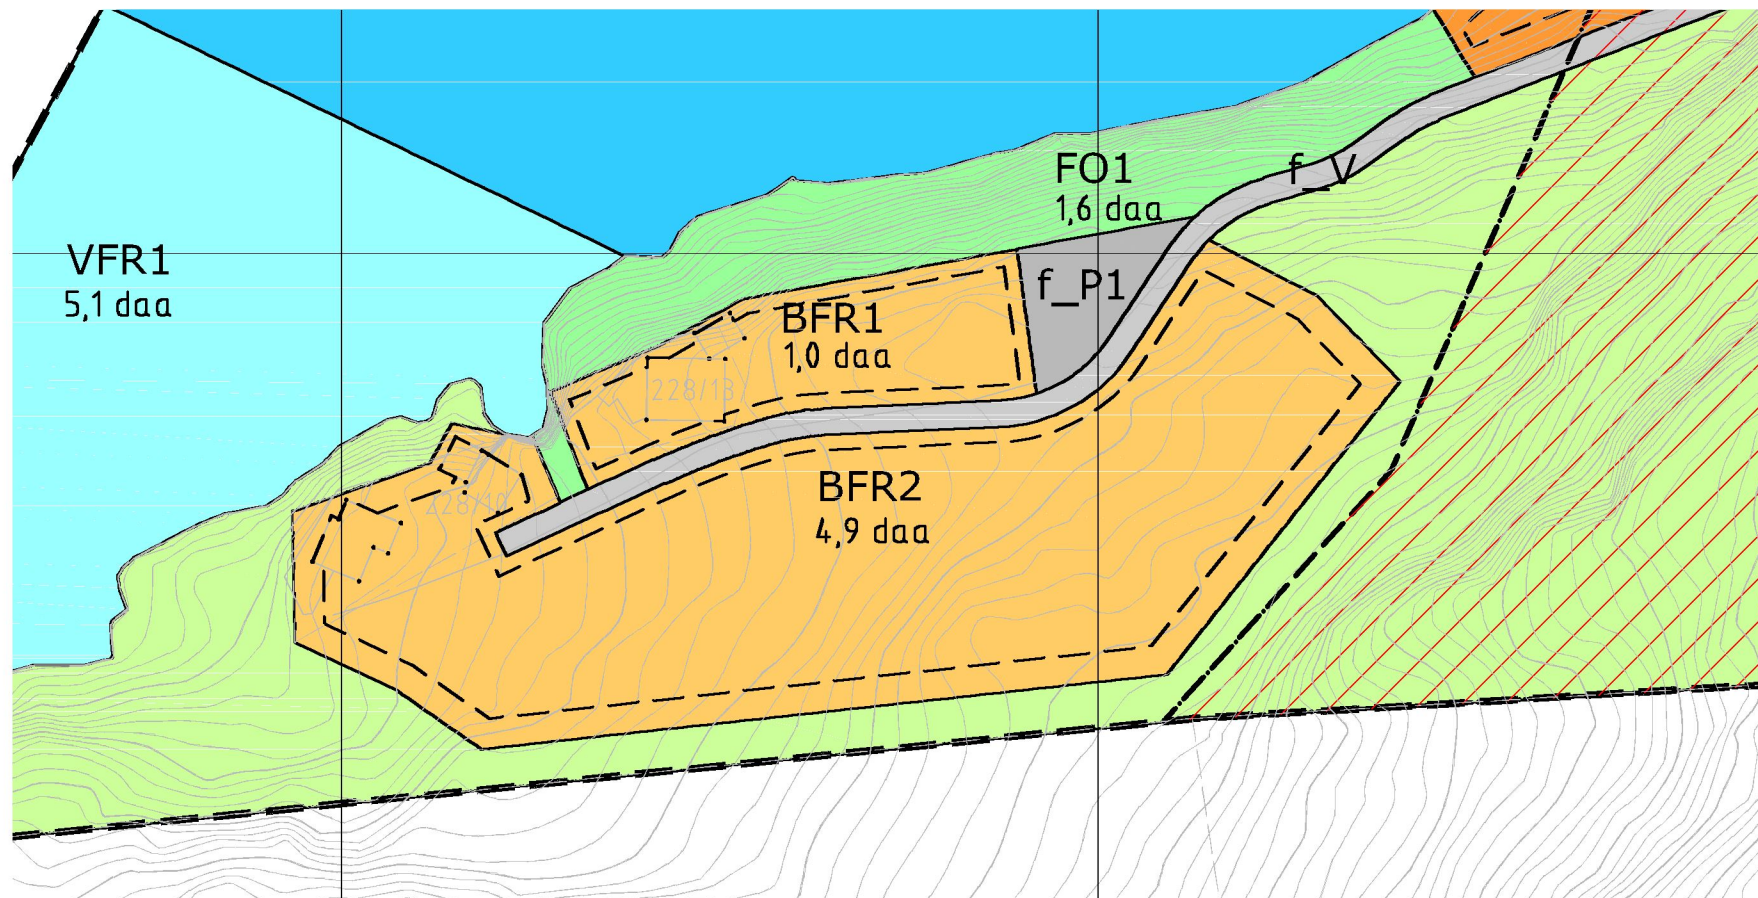 FO1
1,6 daa
f_V
VFR1
5,1 daa
f_P1
BFR1
1,0 daa
228/13
BFR2
4,9 daa
228/10